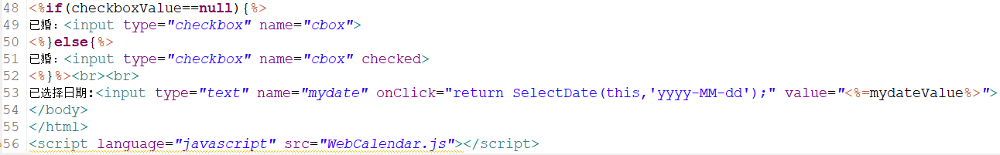 48 <%if(checkboxValue==null){%>
49 已婚：<input type="checkbox" name="cbox">
50 <%}else{%>
51 已婚：<input type="checkbox" name="cbox" checked>
52 <%}%><br><br>
53 已选择日期:<input type="text" name="mydate" onClick="return SelectDate(this,'yyyy-MM-dd');" value="<%=mydateValue%>">
54 </body>
55 </html>
56 <script language="javascript" src="WebCalendar.js"></script>